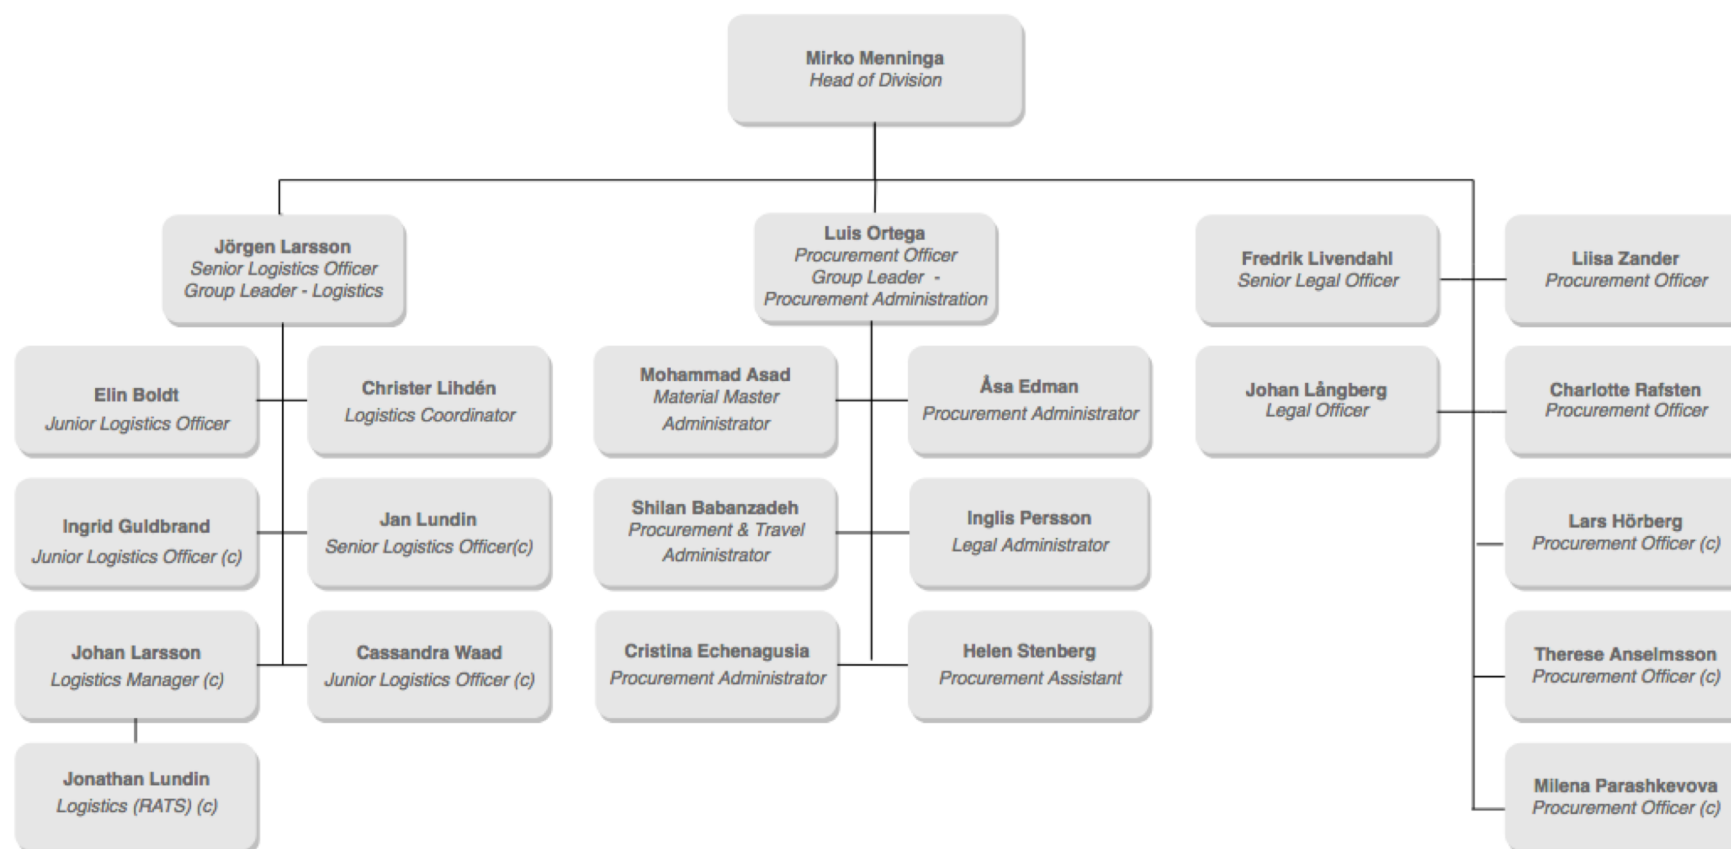 Mirko Menninga
Head of Division
Jörgen Larsson
Senior Logistics Officer
Group Leader - Logistics
Luis Ortega
Procurement Officer
Group Leader -
Procurement Administration
Fredrik Livendahl
Senior Legal Officer
Liisa Zander
Procurement Officer
Elin Boldt
Junior Logistics Officer
Christer Lihdén
Logistics Coordinator
Mohammad Asad
Material Master
Administrator
Åsa Edman
Procurement Administrator
Johan Långberg
Legal Officer
Charlotte Rafsten
Procurement Officer
Ingrid Guldbrand
Junior Logistics Officer (c)
Jan Lundin
Senior Logistics Officer(c)
Shilan Babanzadeh
Procurement & Travel
Administrator
Inglis Persson
Legal Administrator
Lars Hörberg
Procurement Officer (c)
Johan Larsson
Logistics Manager (c)
Cassandra Waad
Junior Logistics Officer (c)
Cristina Echenagusia
Procurement Administrator
Helen Stenberg
Procurement Assistant
Therese Anselmsson
Procurement Officer (c)
Jonathan Lundin
Logistics (RATS) (c)
Milena Parashkevova
Procurement Officer (c)